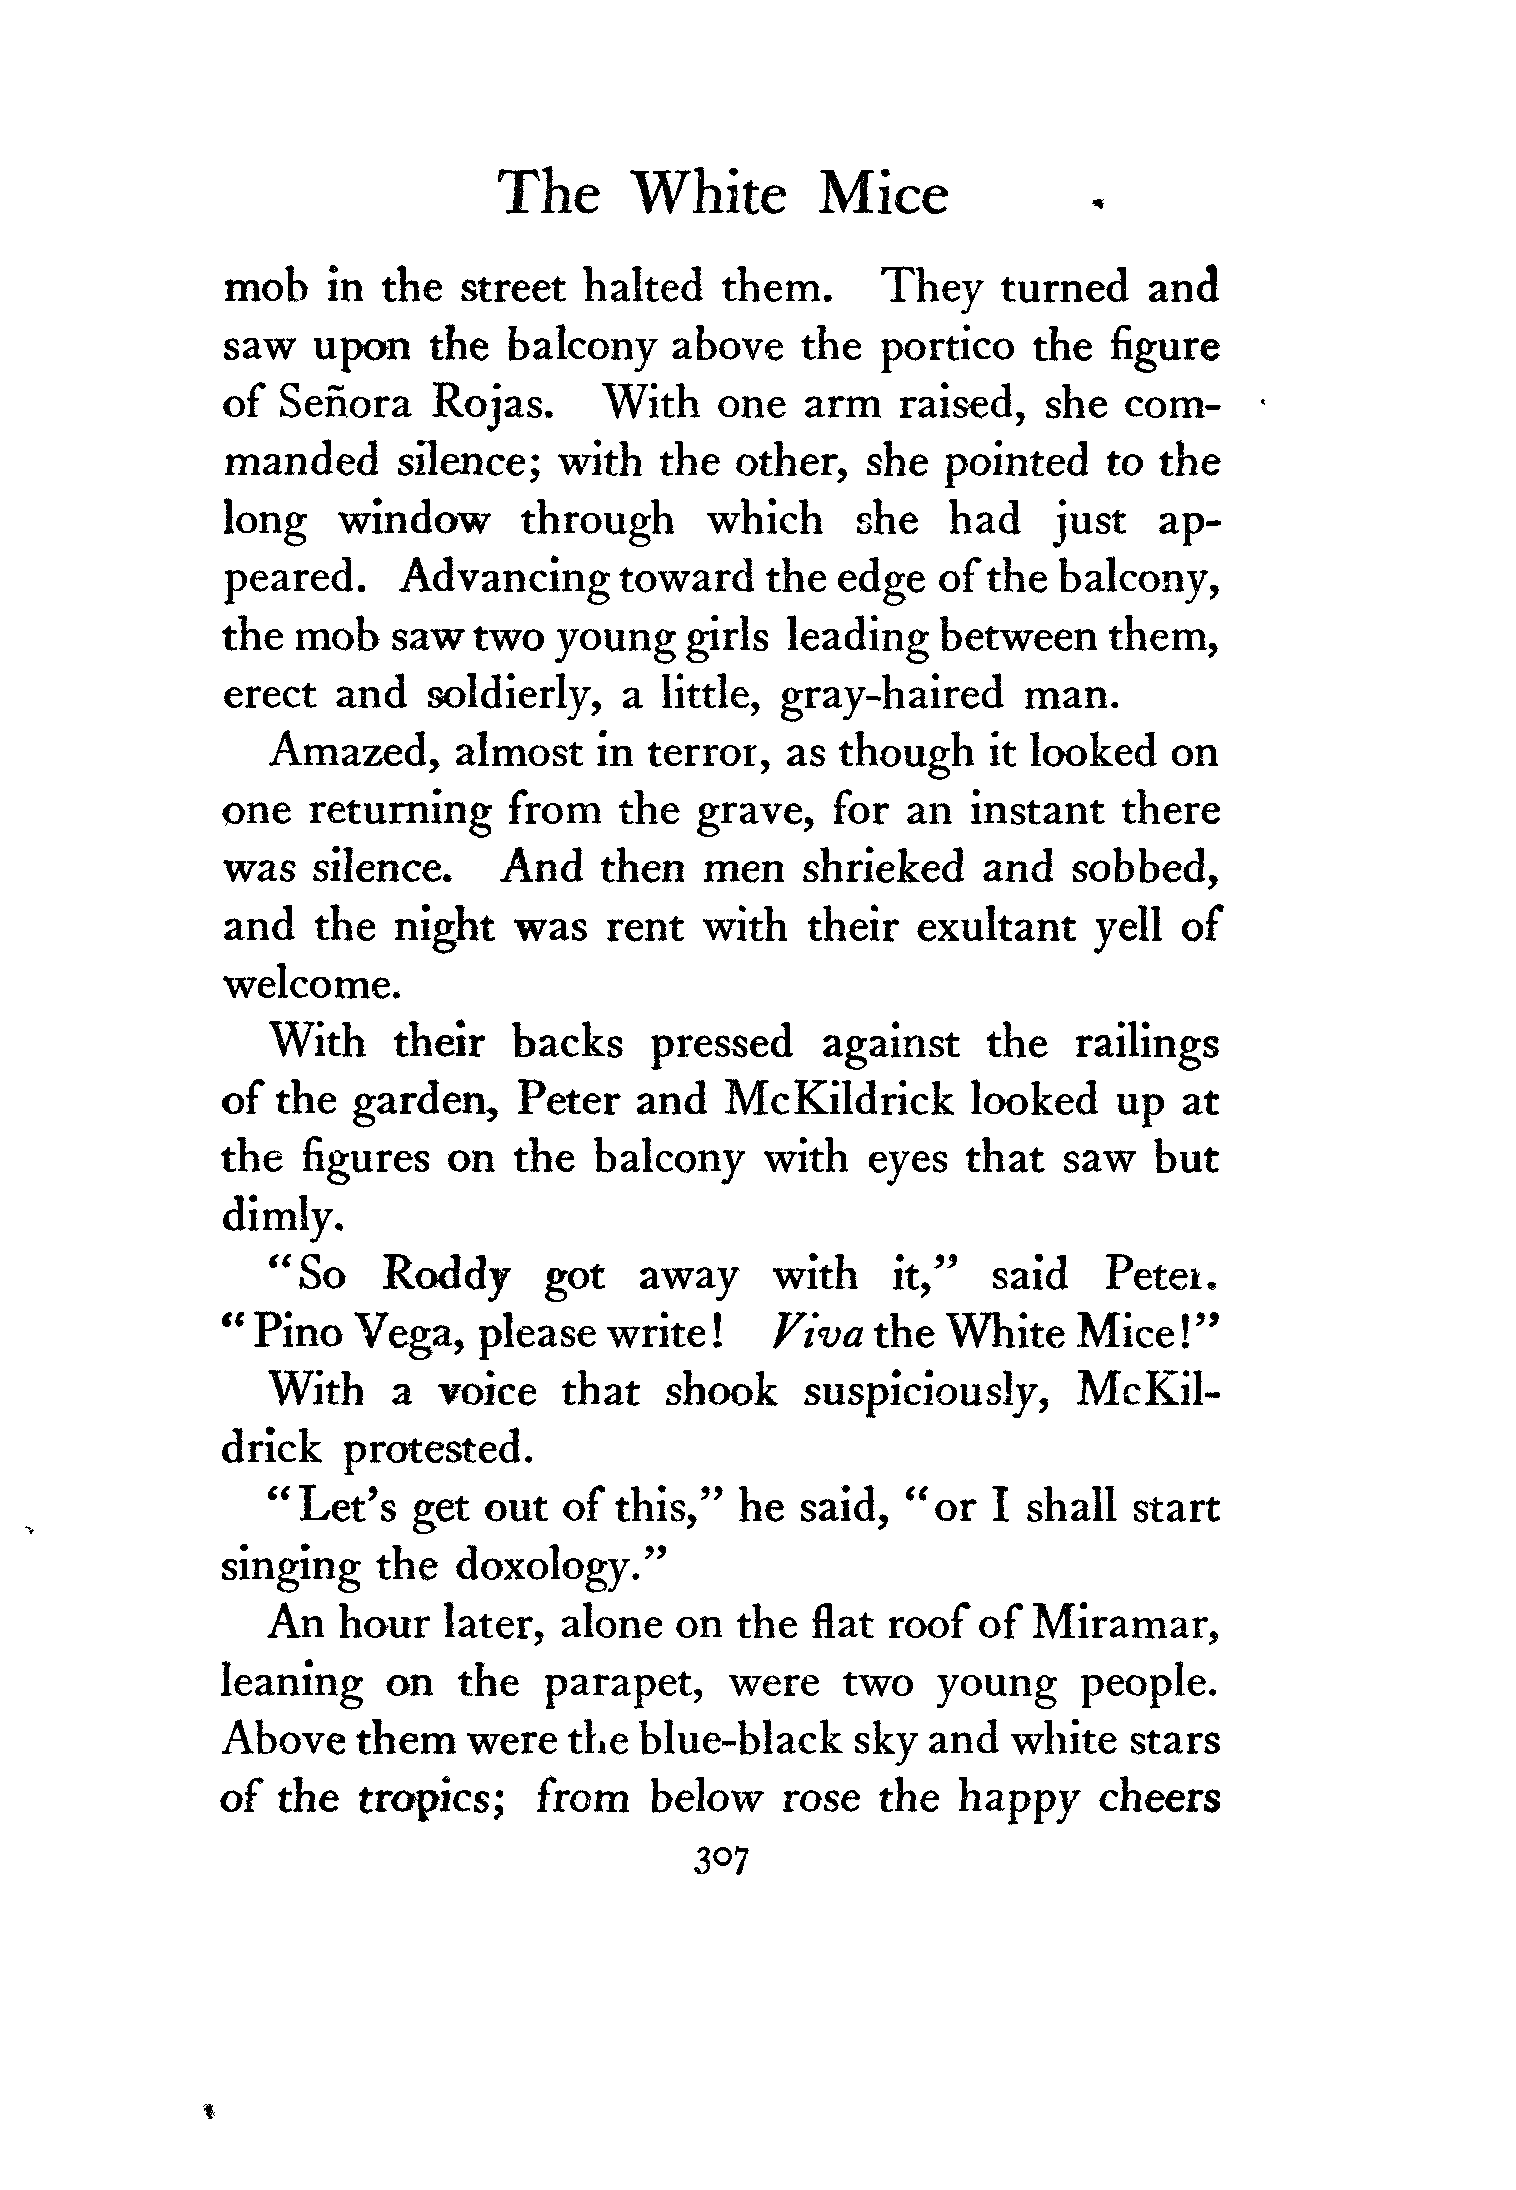 The White Mice
mob in the street halted them. They turned and
saw upon the balcony above the portico the figure
of Señora Rojas. With one arm raised, she com-
manded silence; with the other, she pointed to the
long window through which she had just ap-
peared. Advancing toward the edge of the balcony,
the mob saw two young girls leading between them,
erect and soldierly, a little, gray-haired man.
Amazed, almost in terror, as though it looked on
one returning from the grave, for an instant there
was silence. And then men shrieked and sobbed,
and the night was rent with their exultant yell of
welcome.
With their backs pressed against the railings
of the garden, Peter and McKildrick looked up at
the figures on the balcony with eyes that saw but
dimly.
"So Roddy got away with it," said Peter.
"Pino Vega, please write! Viva the White Mice!"
With a voice that shook suspiciously, McKil-
drick protested.
"Let's get out of this," he said, "or I shall start
singing the doxology."
An hour later, alone on the flat roof of Miramar,
leaning on the parapet, were two young people.
Above them were the blue-black sky and white stars
of the tropics; from below rose the happy cheers
307